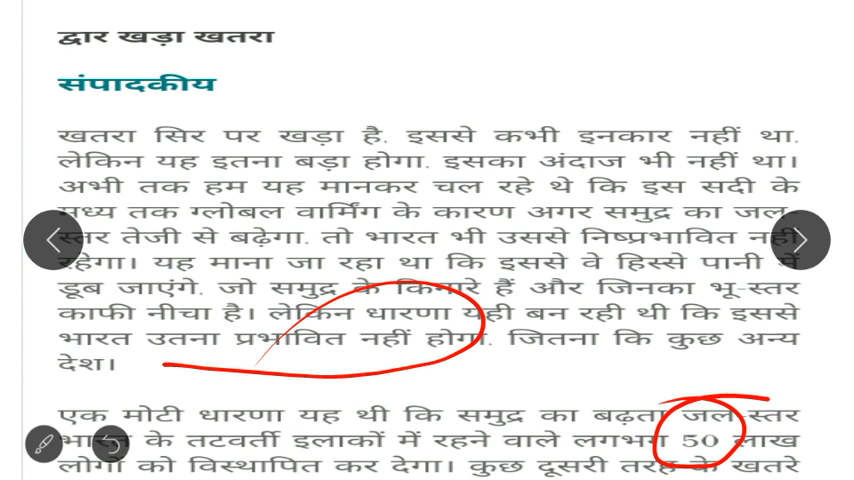 द्वार खड़ा खतरा
संपादकीय
खतरा सिर पर खड़ा है, इससे कभी इनकार नहीं था.
लेकिन यह इतना बड़ा होगा. इसका अंदाज भी नहीं था।
अभी तक हम यह मानकर चल रहे थे कि इस सदी के
मध्य तक ग्लोबल वार्मिंग के कारण अगर समुद्र का जल-
स्तर तेजी से बढ़ेगा. तो भारत भी उससे निष्प्रभावित नहीं
रहेगा। यह माना जा रहा था कि इससे वे हिस्से पानी में
डूब जाएंगे. जो समुद्र के किनारे हैं और जिनका भू-स्तर
काफी नीचा है। लेकिन धारणा यही बन रही थी कि इससे
भारत उतना प्रभावित नहीं होगा. जितना कि कुछ अन्य
देश।
एक मोटी धारणा यह थी कि समुद्र का बढ़ता जल-स्तर
भारत के तटवर्ती इलाकों में रहने वाले लगभग 50 लाख
लोगों को विस्थापित कर देगा। कुछ दूसरी तरह के खतरे